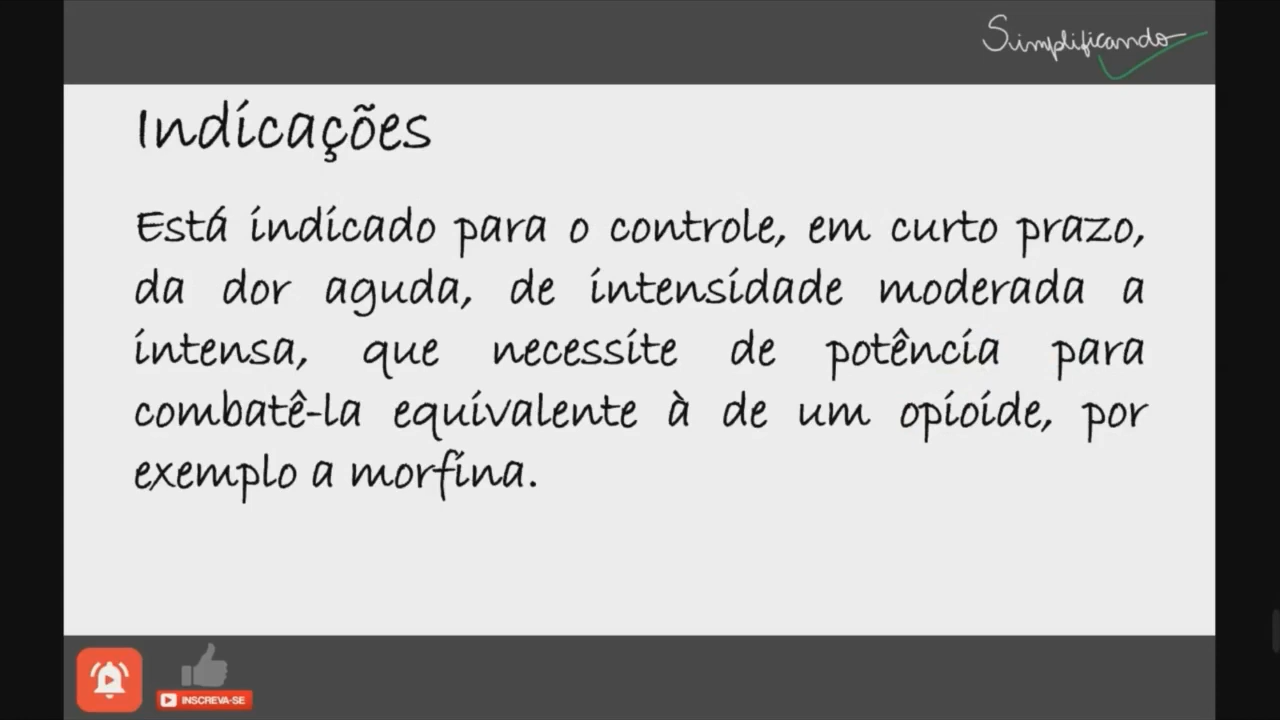 Simplificando
Indicações
Está indicado para o controle, em curto prazo,
da dor aguda, de intensidade moderada a
intensa, que necessite de potência para
combatê-la equivalente à de um opioide, por
exemplo a morfina.
INSCREVA-SE